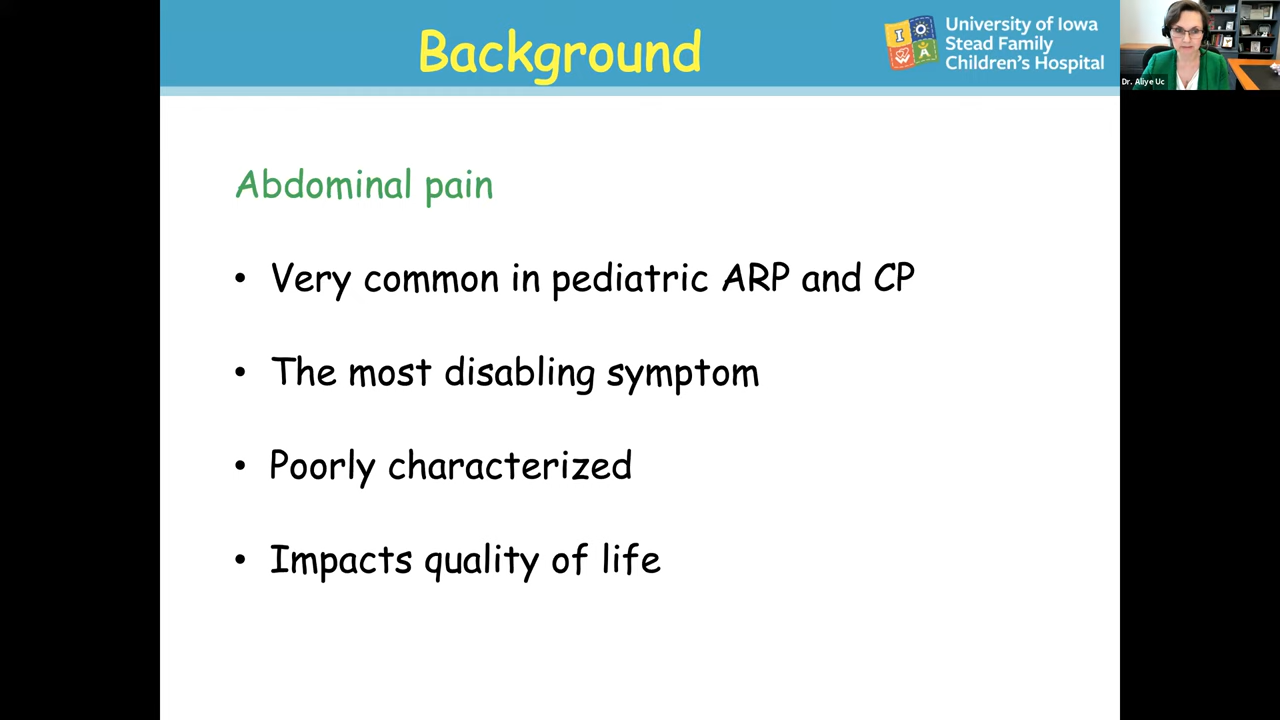 Background
University of Iowa
Stead Family
Children's Hospital
Dr. Aliye Uc
Abdominal pain
• Very common in pediatric ARP and CP
• The most disabling symptom
• Poorly characterized
• Impacts quality of life